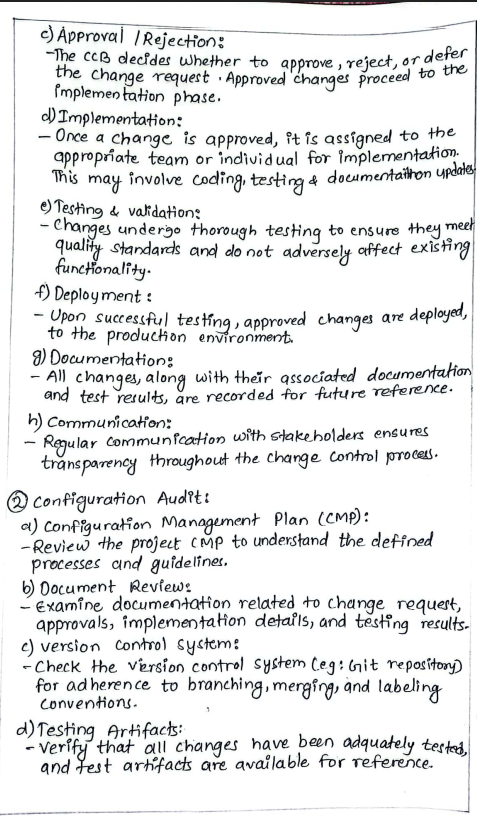 c) Approval / Rejection:
- The CCB decides whether to approve, reject, or defer
the change request. Approved changes proceed to the
implementation phase.
d) Implementation:
- Once a change is approved, it is assigned to the
appropriate team or individual for implementation.
This may involve coding, testing & documentaithon updates
e) Testing & validation:
- Changes undergo thorough testing to ensure they meet
quality standards and do not adversely affect existing
functionality.
f) Deployment:
- Upon successful testing, approved changes are deployed,
to the production environment.
g) Documentation:
- All changes, along with their associated documentation
and test results, are recorded for future reference.
h) Communication:
- Regular communication with stakeholders ensures
transparency throughout the change control process.
② Configuration Audit:
a) Configuration Management Plan (CMP):
- Review the project CMP to understand the defined
processes and guidelines.
b) Document Review:
- Examine documentation related to change request,
approvals, implementation details, and testing results.
c) version control system:
- Check the version control system (eg: Git repository)
for adherence to branching, merging, and labeling
conventions.
d) Testing Artifacts:
- Verify that all changes have been adquately tested,
and test artifacts are available for reference.